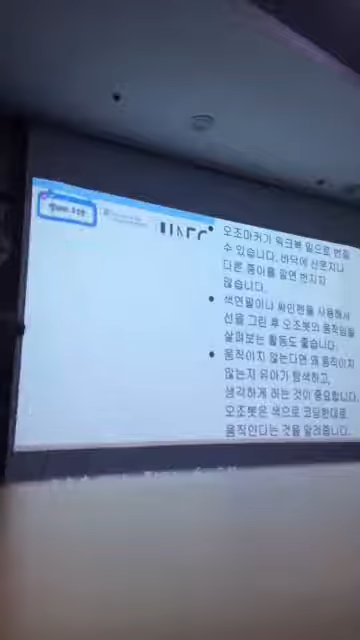 • 오조마커가 워크북 밑으로 번질
수 있습니다. 바닥에 신문지나
다른 종이를 깔면 번지지
않습니다.
• 색연필이나 싸인펜을 사용해서
선을 그린 후 오조봇의 움직임을
살펴보는 활동도 좋습니다.
• 움직이지 않는다면 왜 움직이지
않는지 유아가 탐색하고,
생각하게 하는 것이 중요합니다.
오조봇은 색으로 코딩한대로
움직인다는 것을 알려줍니다.